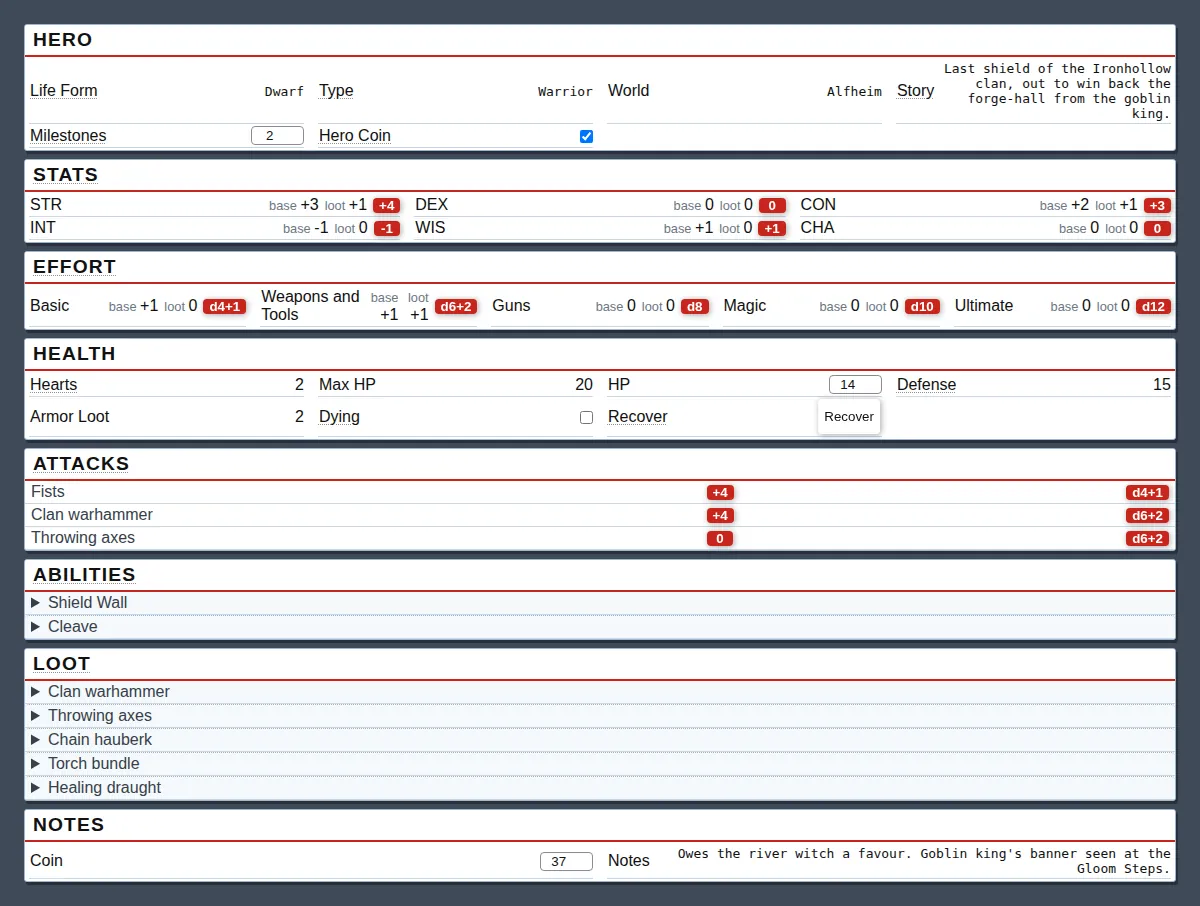 HERO
Life Form Dwarf Type Warrior World Alfheim Story Last shield of the Ironhollow
clan, out to win back the
forge-hall from the goblin
king.
Milestones 2 Hero Coin
STATS
STR base +3 loot +1 +4 DEX base 0 loot 0 0 CON base +2 loot +1 +3
INT base -1 loot 0 -1 WIS base +1 loot 0 +1 CHA base 0 loot 0 0
EFFORT
Basic base +1 loot 0 d4+1 Weapons and Tools base +1 loot +1 d6+2 Guns base 0 loot 0 d8 Magic base 0 loot 0 d10 Ultimate base 0 loot 0 d12
HEALTH
Hearts 2 Max HP 20 HP 14 Defense 15
Armor Loot 2 Dying Recover Recover
ATTACKS
Fists +4 d4+1
Clan warhammer +4 d6+2
Throwing axes 0 d6+2
ABILITIES
Shield Wall
Cleave
LOOT
Clan warhammer
Throwing axes
Chain hauberk
Torch bundle
Healing draught
NOTES
Coin 37 Notes Owes the river witch a favour. Goblin king's banner seen at the
Gloom Steps.